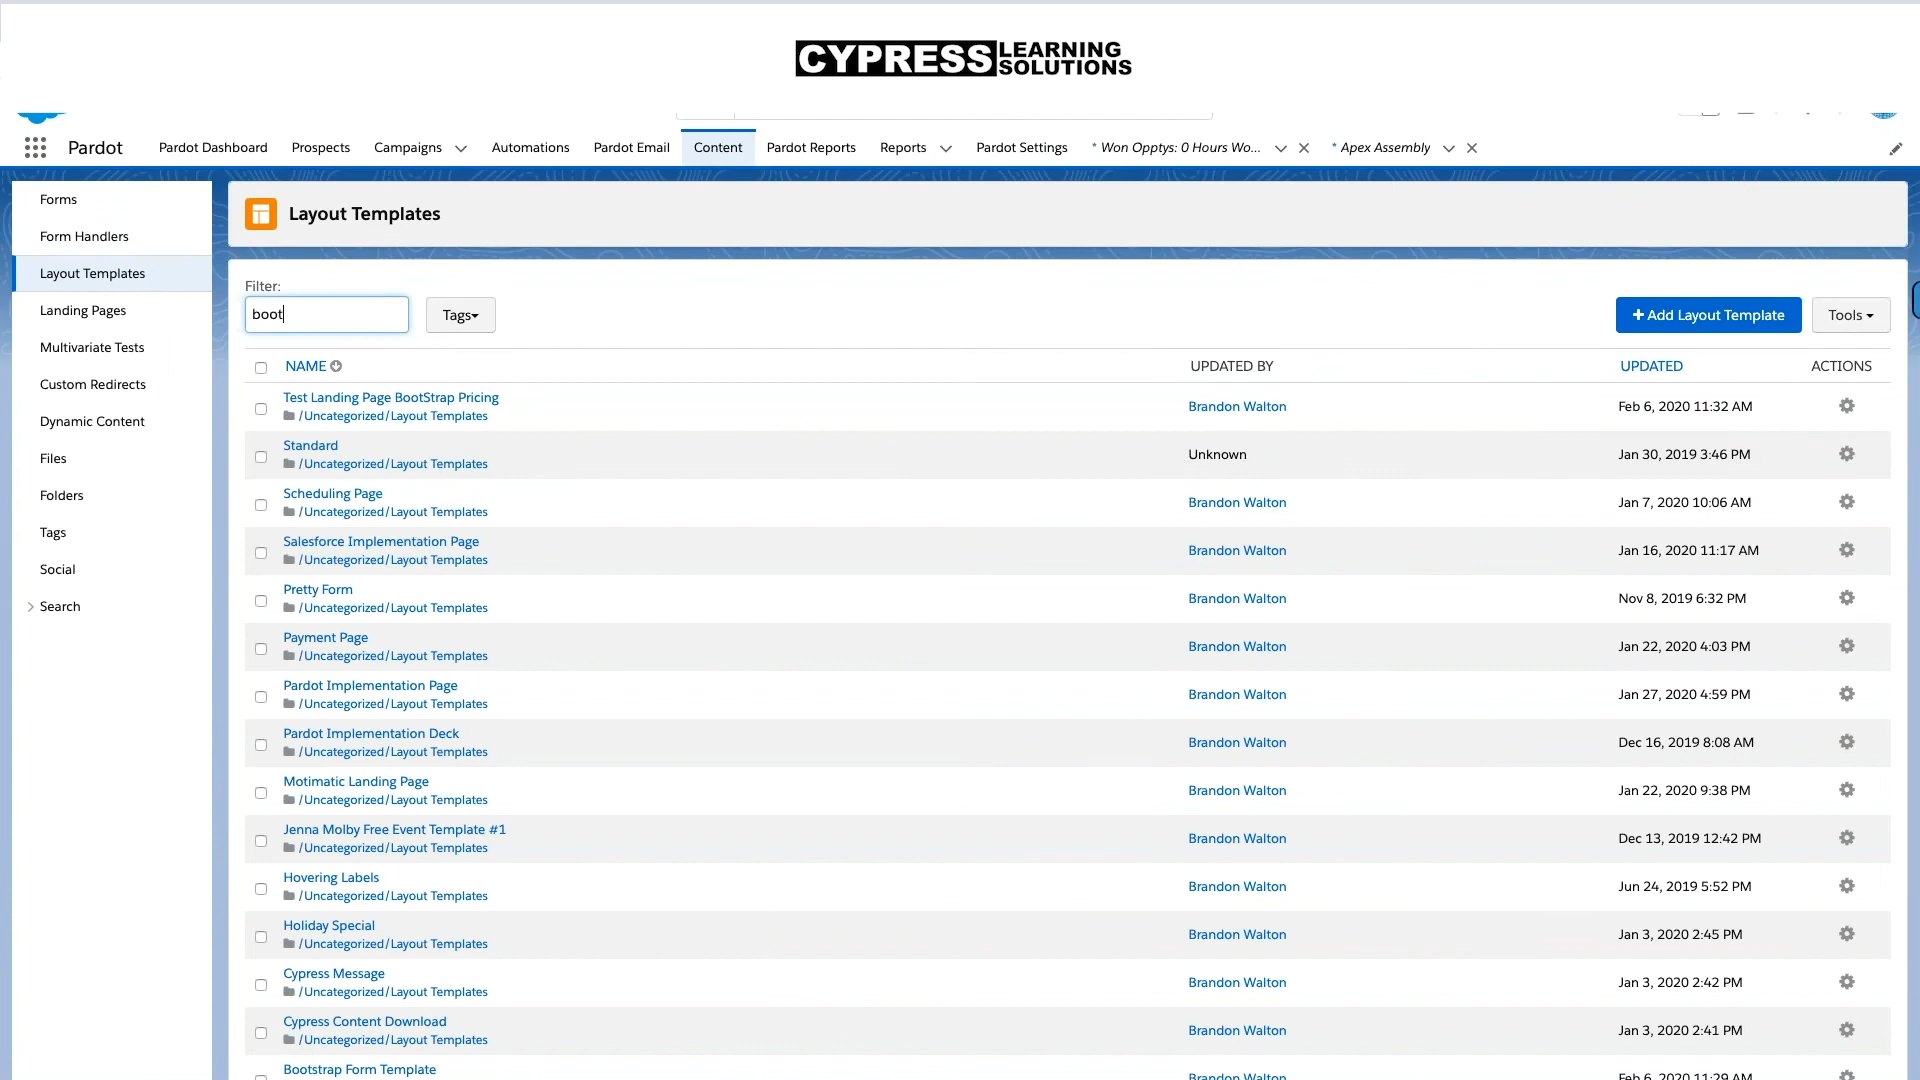 CYPRESS LEARNING SOLUTIONS
Pardot
Pardot Dashboard
Prospects
Campaigns
Automations
Pardot Email
Content
Pardot Reports
Reports
Pardot Settings
* Won Opptys: 0 Hours Wo...
* Apex Assembly
Forms
Form Handlers
Layout Templates
Landing Pages
Multivariate Tests
Custom Redirects
Dynamic Content
Files
Folders
Tags
Social
Search
Layout Templates
Filter:
boot
Tags
+ Add Layout Template
Tools
NAME UPDATED BY UPDATED ACTIONS
Test Landing Page BootStrap Pricing
/Uncategorized/Layout Templates
Brandon Walton
Feb 6, 2020 11:32 AM
Standard
/Uncategorized/Layout Templates
Unknown
Jan 30, 2019 3:46 PM
Scheduling Page
/Uncategorized/Layout Templates
Brandon Walton
Jan 7, 2020 10:06 AM
Salesforce Implementation Page
/Uncategorized/Layout Templates
Brandon Walton
Jan 16, 2020 11:17 AM
Pretty Form
/Uncategorized/Layout Templates
Brandon Walton
Nov 8, 2019 6:32 PM
Payment Page
/Uncategorized/Layout Templates
Brandon Walton
Jan 22, 2020 4:03 PM
Pardot Implementation Page
/Uncategorized/Layout Templates
Brandon Walton
Jan 27, 2020 4:59 PM
Pardot Implementation Deck
/Uncategorized/Layout Templates
Brandon Walton
Dec 16, 2019 8:08 AM
Motimatic Landing Page
/Uncategorized/Layout Templates
Brandon Walton
Jan 22, 2020 9:38 PM
Jenna Molby Free Event Template #1
/Uncategorized/Layout Templates
Brandon Walton
Dec 13, 2019 12:42 PM
Hovering Labels
/Uncategorized/Layout Templates
Brandon Walton
Jun 24, 2019 5:52 PM
Holiday Special
/Uncategorized/Layout Templates
Brandon Walton
Jan 3, 2020 2:45 PM
Cypress Message
/Uncategorized/Layout Templates
Brandon Walton
Jan 3, 2020 2:42 PM
Cypress Content Download
/Uncategorized/Layout Templates
Brandon Walton
Jan 3, 2020 2:41 PM
Bootstrap Form Template
Brandon Walton
Feb 6, 2020 11:29 AM